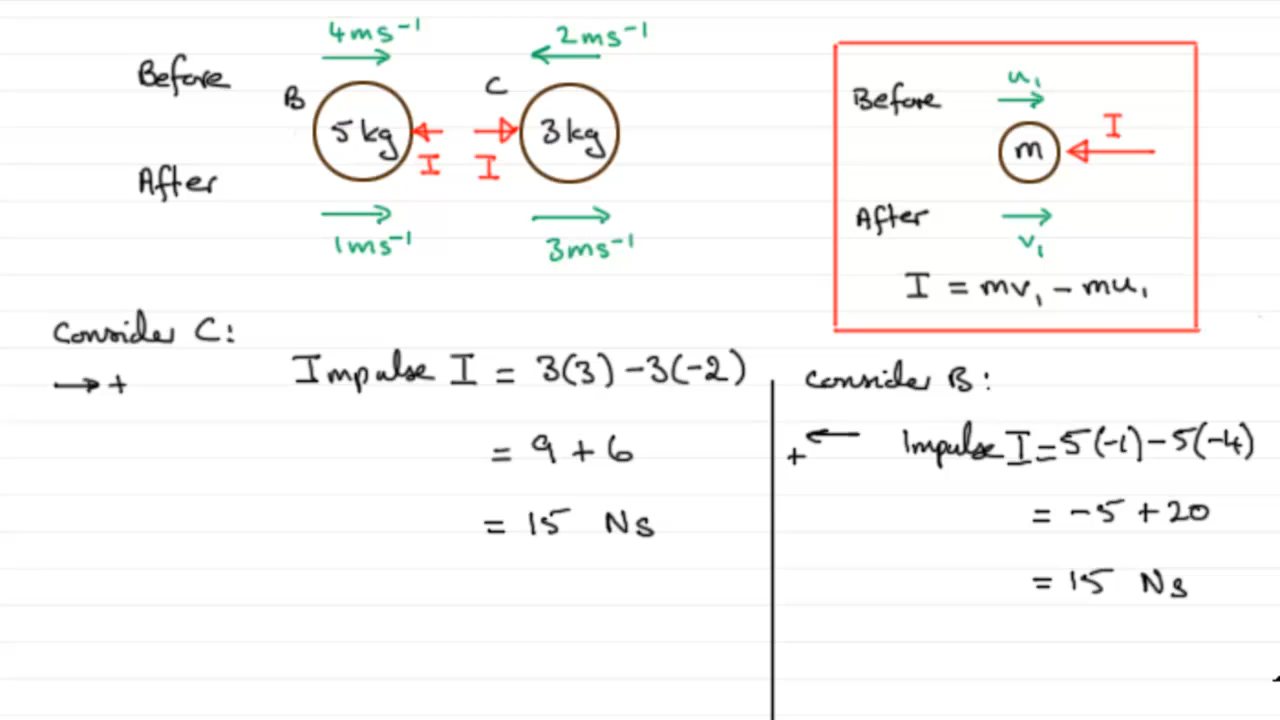 4ms⁻¹
2ms⁻¹
Before
B
C
5kg
3kg
I
I
After
1ms⁻¹
3ms⁻¹
Before
u₁
m
I
After
v₁
I = mv₁ - mu₁
Consider C:
→ +
Impulse I = 3(3) - 3(-2)
= 9 + 6
= 15 Ns
Consider B:
+ ←
Impulse I = 5(-1) - 5(-4)
= -5 + 20
= 15 Ns